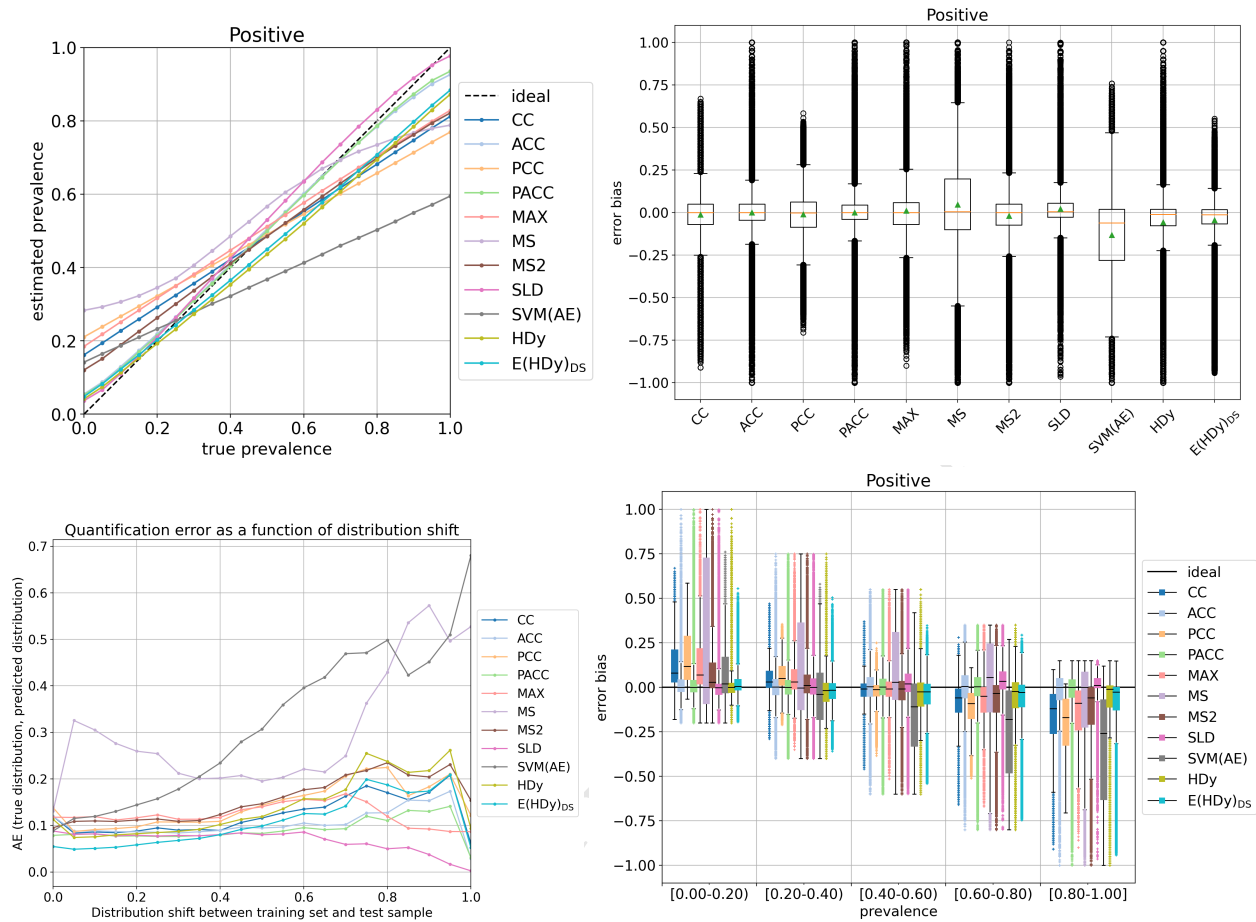 Positive
estimated prevalence
1.0
0.8
0.6
0.4
0.2
0.0
0.0 0.2 0.4 0.6 0.8 1.0
true prevalence
ideal
CC
ACC
PCC
PACC
MAX
MS
MS2
SLD
SVM(AE)
HDy
E(HDy)DS
Positive
error bias
1.00
0.75
0.50
0.25
0.00
−0.25
−0.50
−0.75
−1.00
CC ACC PCC PACC MAX MS MS2 SLD SVM(AE) HDy E(HDy)DS
Quantification error as a function of distribution shift
AE (true distribution, predicted distribution)
0.7
0.6
0.5
0.4
0.3
0.2
0.1
0.0
0.0 0.2 0.4 0.6 0.8 1.0
Distribution shift between training set and test sample
CC
ACC
PCC
PACC
MAX
MS
MS2
SLD
SVM(AE)
HDy
E(HDy)DS
Positive
error bias
1.00
0.75
0.50
0.25
0.00
−0.25
−0.50
−0.75
−1.00
[0.00-0.20) [0.20-0.40) [0.40-0.60) [0.60-0.80) [0.80-1.00]
prevalence
ideal
CC
ACC
PCC
PACC
MAX
MS
MS2
SLD
SVM(AE)
HDy
E(HDy)DS